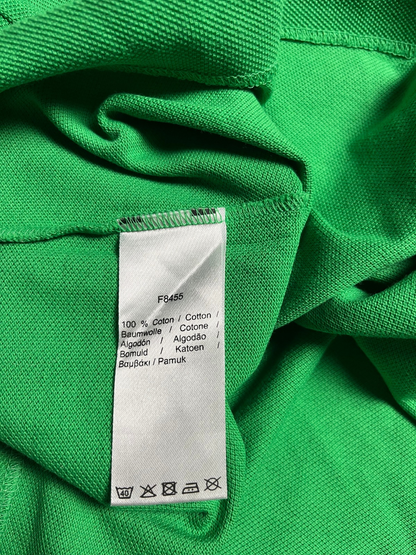 F8455
100 % Coton / Cotton /
Baumwolle / Cotone /
Algodón / Algodão /
Bomuld / Katoen /
Βαμβάκι / Pamuk
40